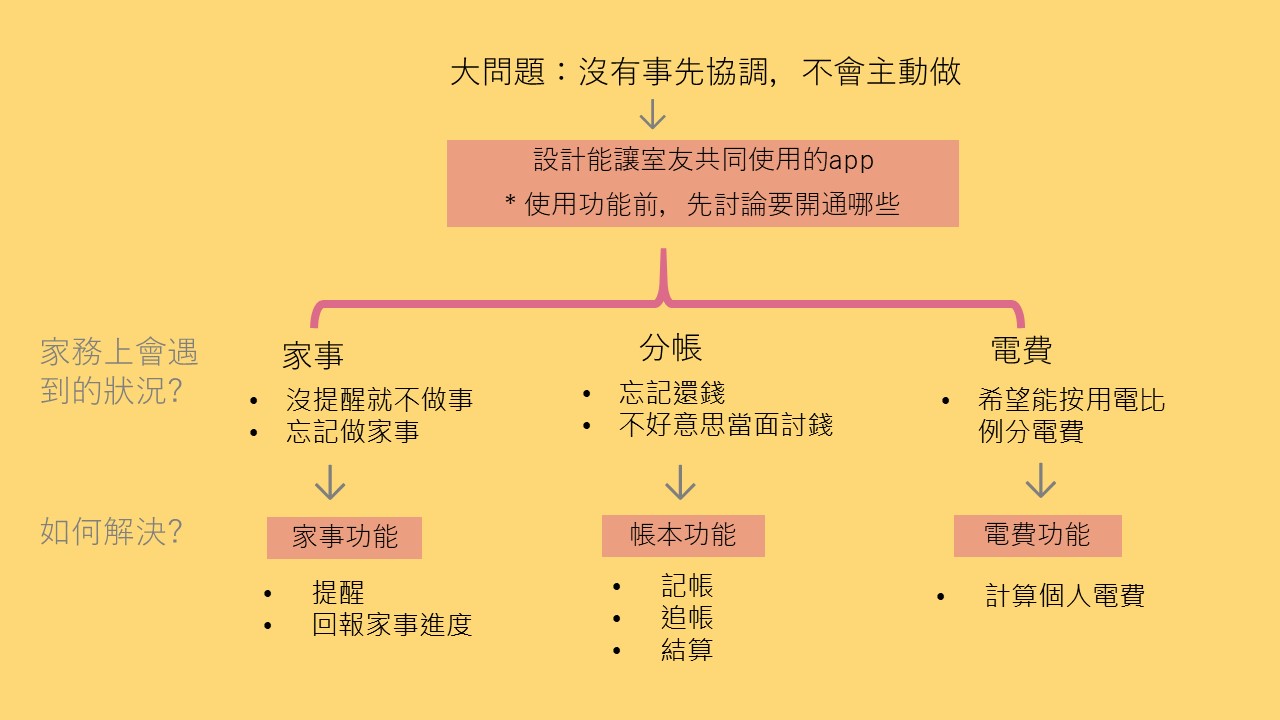 大問題：沒有事先協調，不會主動做
設計能讓室友共同使用的app
* 使用功能前，先討論要開通哪些
家務上會遇
到的狀況?
家事
• 沒提醒就不做事
• 忘記做家事
分帳
• 忘記還錢
• 不好意思當面討錢
電費
• 希望能按用電比
例分電費
如何解決?
家事功能
• 提醒
• 回報家事進度
帳本功能
• 記帳
• 追帳
• 結算
電費功能
• 計算個人電費